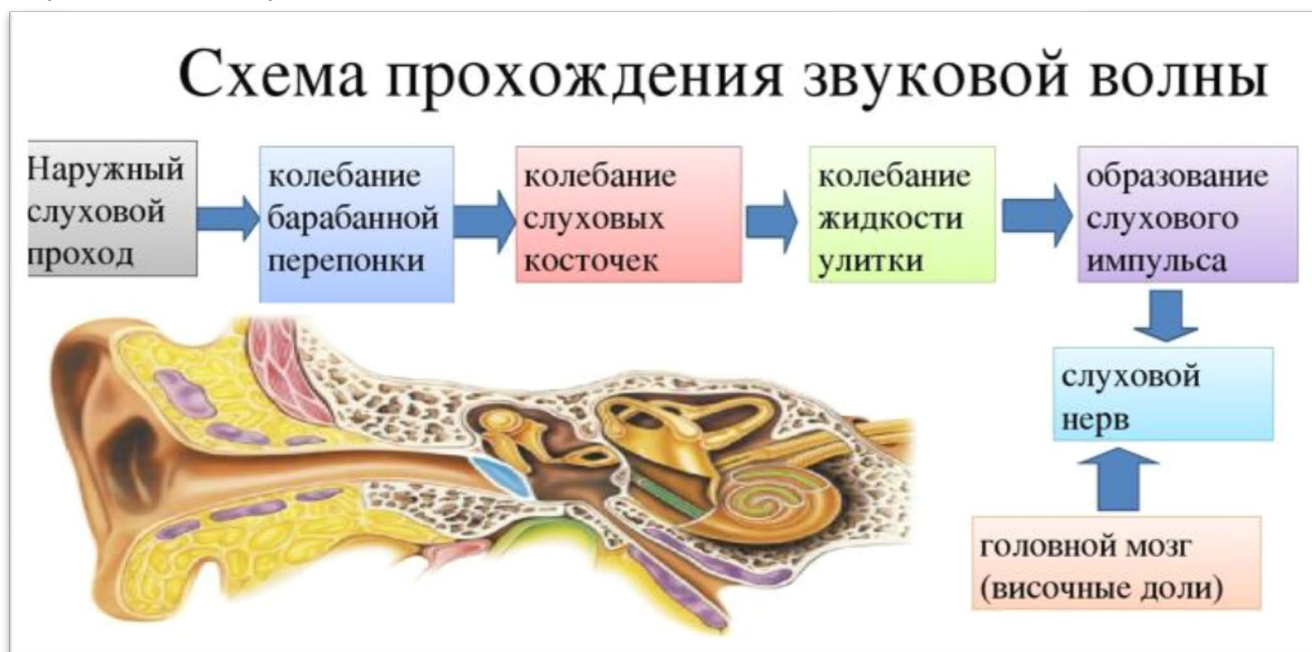 Схема прохождения звуковой волны
Наружный
слуховой
проход
колебание
барабанной
перепонки
колебание
слуховых
косточек
колебание
жидкости
улитки
образование
слухового
импульса
слуховой
нерв
головной мозг
(височные доли)